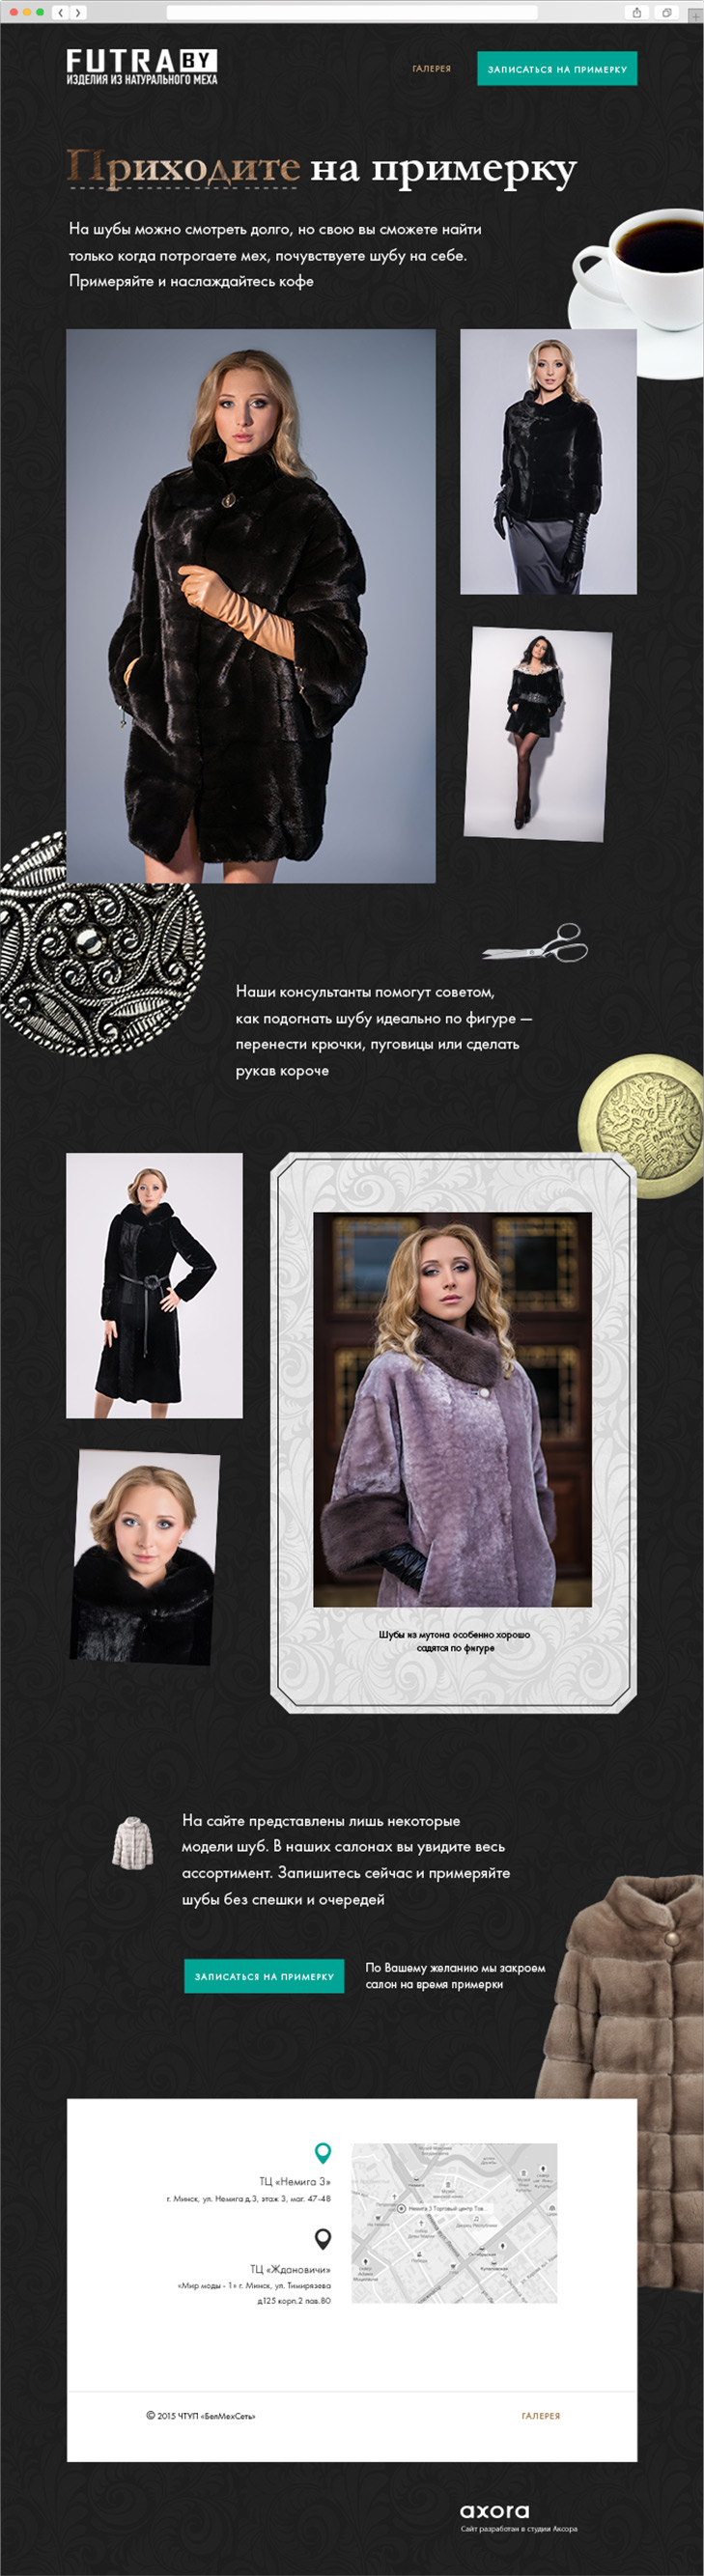 FUTRA BY
ИЗДЕЛИЯ ИЗ НАТУРАЛЬНОГО МЕХА
ГАЛЕРЕЯ
ЗАПИСАТЬСЯ НА ПРИМЕРКУ
Приходите на примерку
На шубы можно смотреть долго, но свою вы сможете найти
только когда потрогаете мех, почувствуете шубу на себе.
Примеряйте и наслаждайтесь кофе
Наши консультанты помогут советом,
как подогнать шубу идеально по фигуре —
перенести крючки, пуговицы или сделать
рукав короче
Шубы из мутона особенно хорошо
садятся по фигуре
На сайте представлены лишь некоторые
модели шуб. В наших салонах вы увидите весь
ассортимент. Запишитесь сейчас и примеряйте
шубы без спешки и очередей
ЗАПИСАТЬСЯ НА ПРИМЕРКУ
По Вашему желанию мы закроем
салон на время примерки
ТЦ «Немига 3»
г. Минск, ул. Немига д.3, этаж 3, маг. 47-48
ТЦ «Ждановичи»
«Мир моды - 1» г. Минск, ул. Тимирязева
д125 корп.2 пав.80
Немига 3 Торговый центр Тов...
© 2015 ЧТУП «БелМехСеть»
ГАЛЕРЕЯ
axora
Сайт разработан в студии Аксора